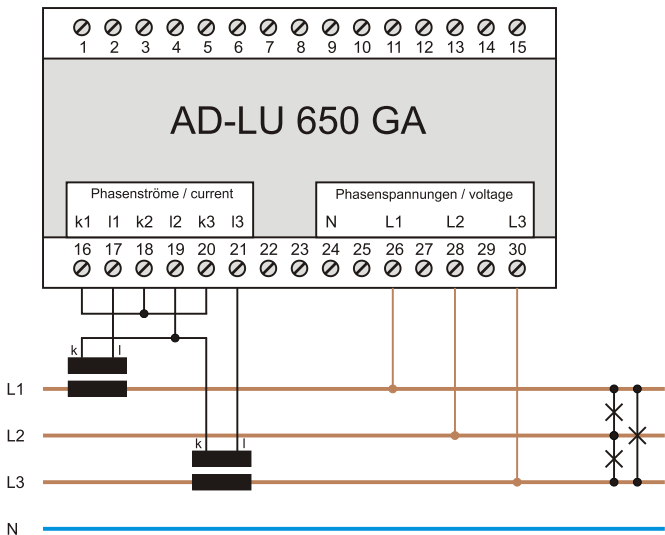 1 2 3 4 5 6 7 8 9 10 11 12 13 14 15
AD-LU 650 GA
Phasenströme / current
Phasenspannungen / voltage
k1 l1 k2 l2 k3 l3
N L1 L2 L3
16 17 18 19 20 21 22 23 24 25 26 27 28 29 30
k l
L1
L2
k l
L3
N